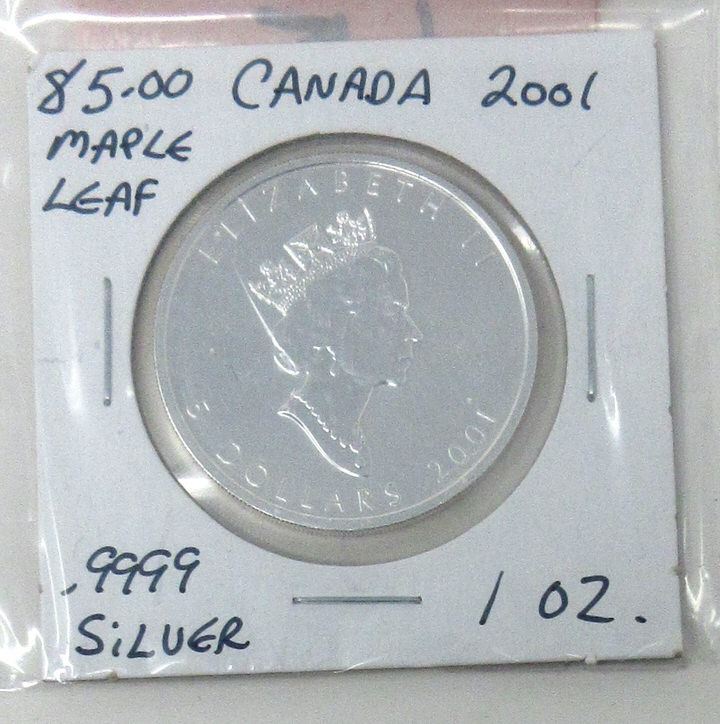 $5.00 CANADA 2001
MAPLE
LEAF
ELIZABETH II
5 DOLLARS 2001
.9999
SILVER
1 OZ.